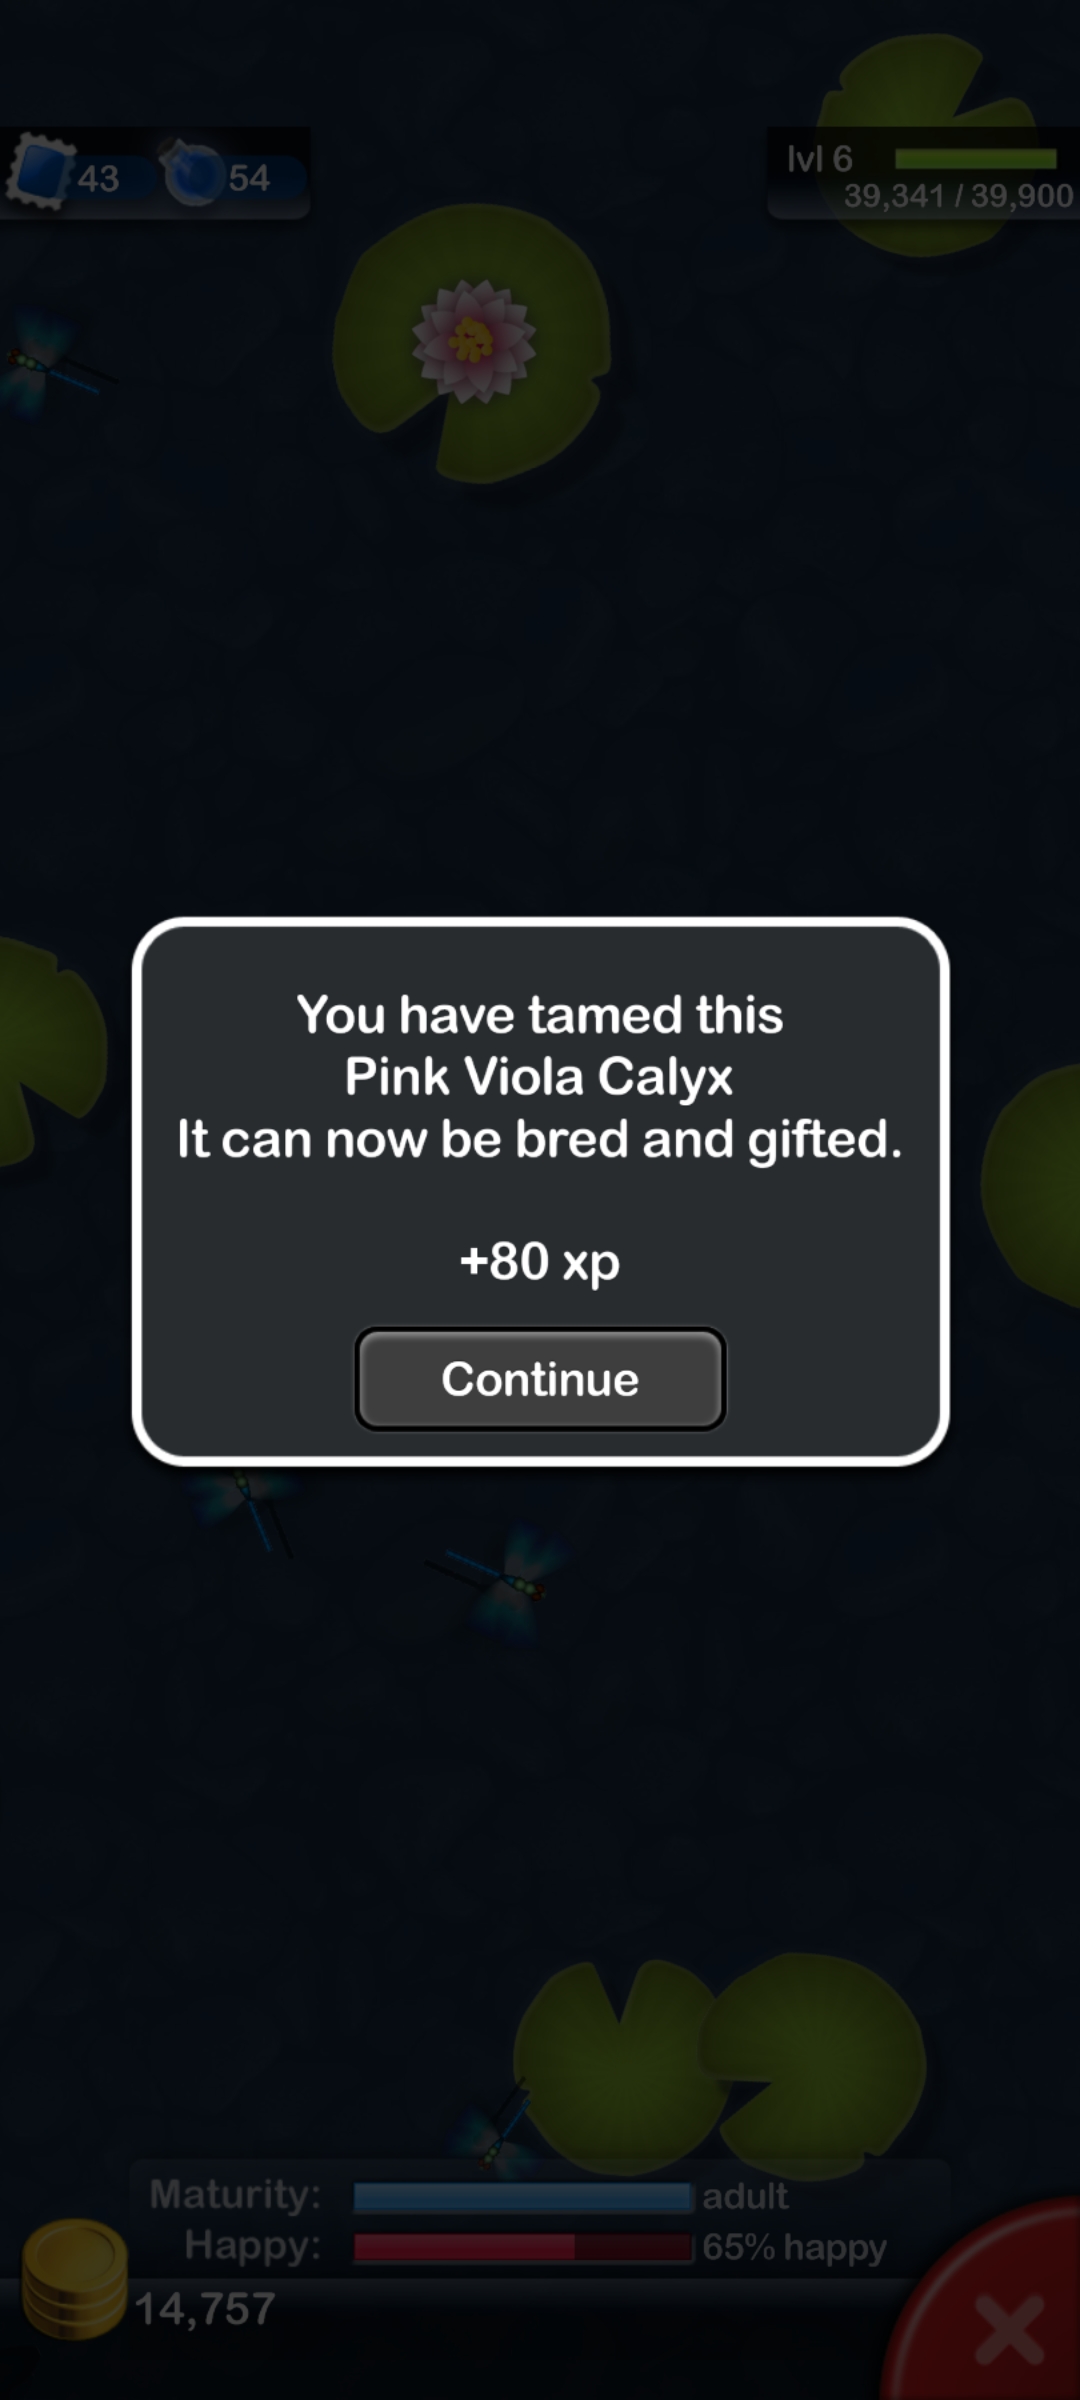 43 54
lvl 6
39,341 / 39,900
You have tamed this
Pink Viola Calyx
It can now be bred and gifted.
+80 xp
Continue
Maturity: adult
Happy: 65% happy
14,757